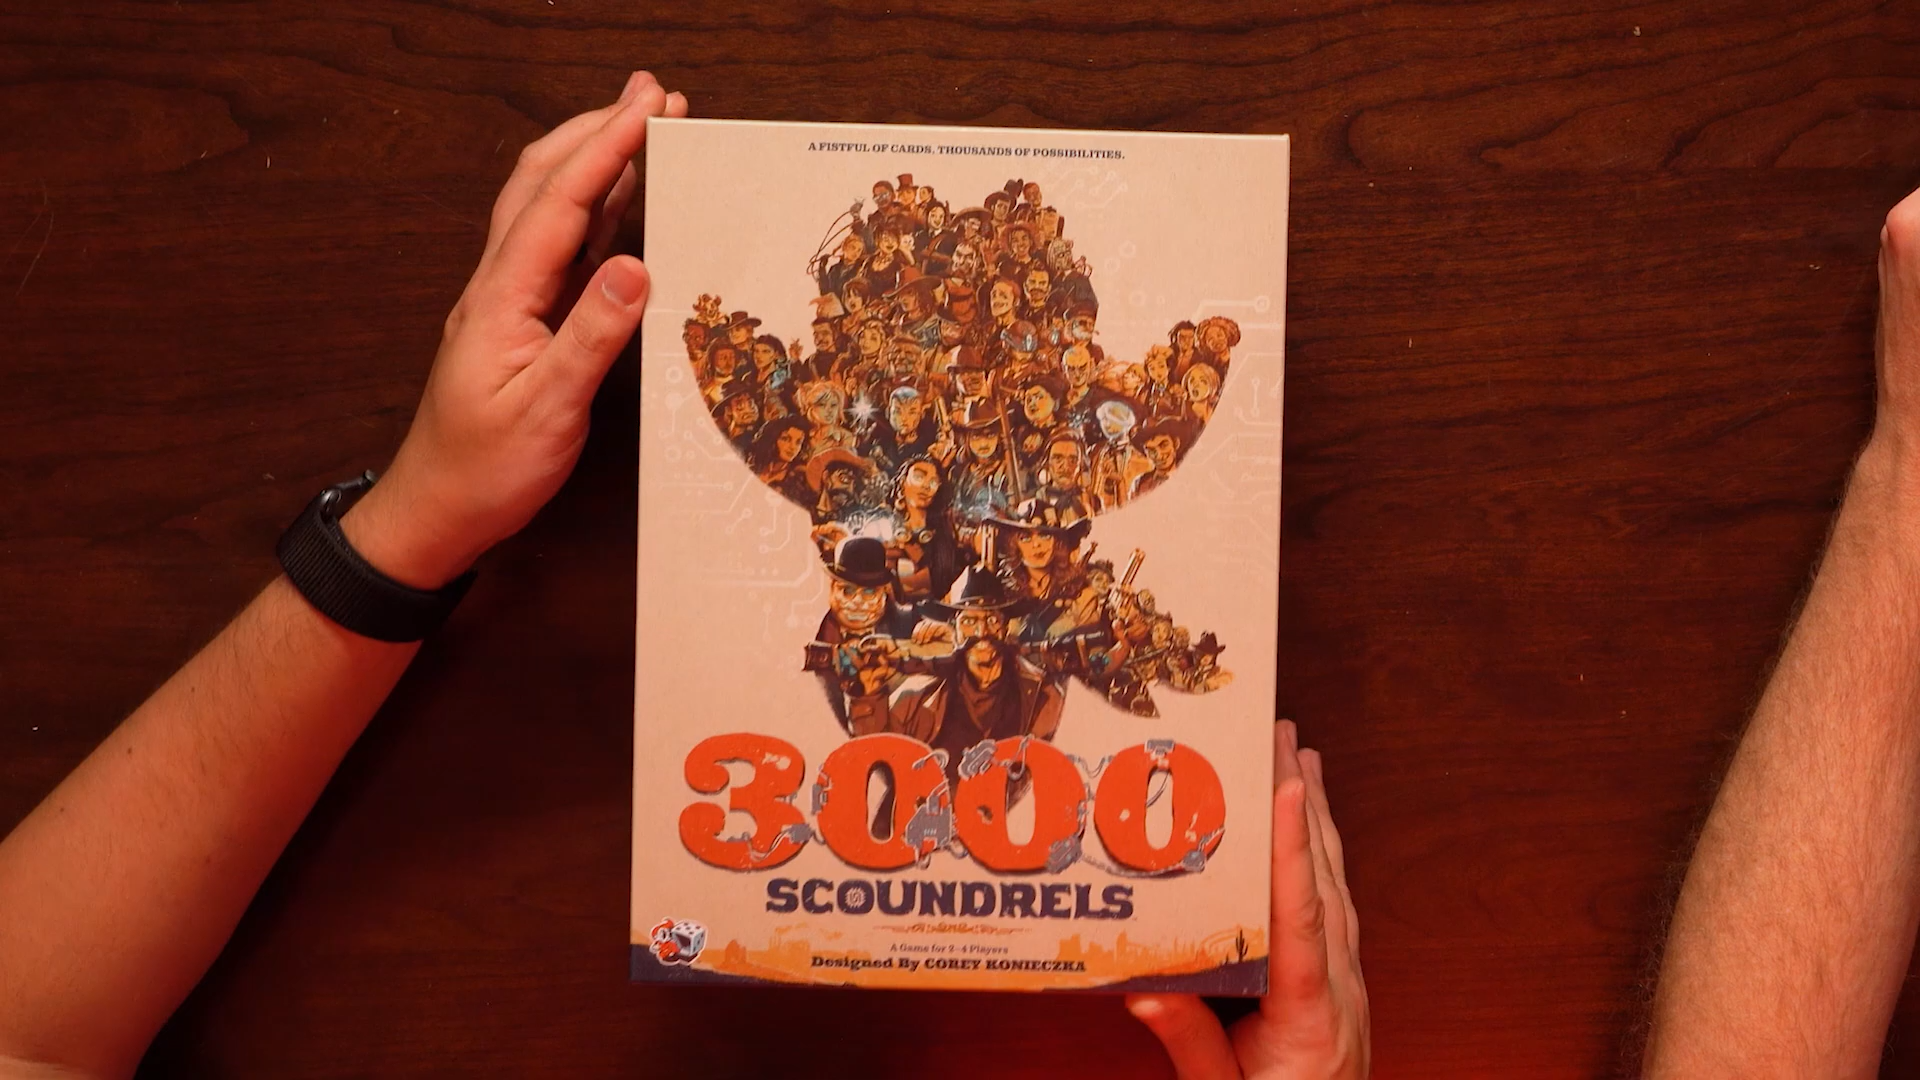 A FISTFUL OF CARDS. THOUSANDS OF POSSIBILITIES.
3000
SCOUNDRELS
A Game for 2-4 Players
Designed By COREY KONIECZKA